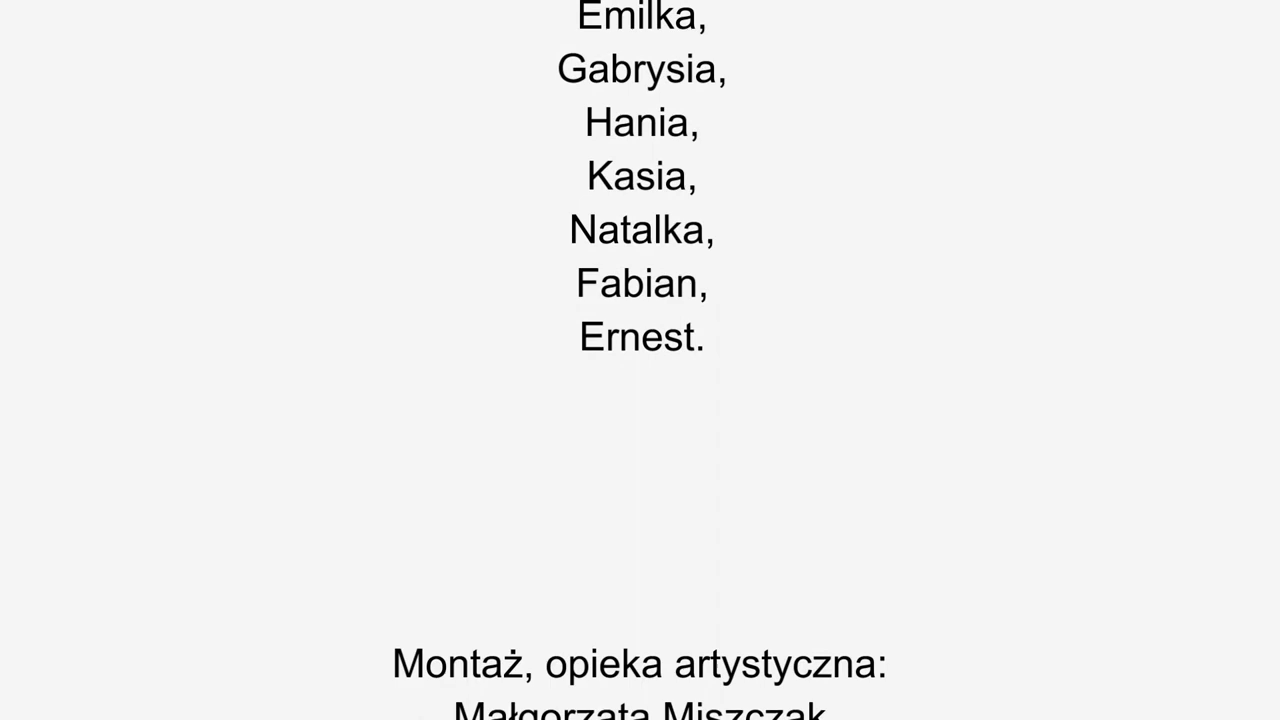 Emilka,
Gabrysia,
Hania,
Kasia,
Natalka,
Fabian,
Ernest.
Montaż, opieka artystyczna:
Małgorzata Miszczak